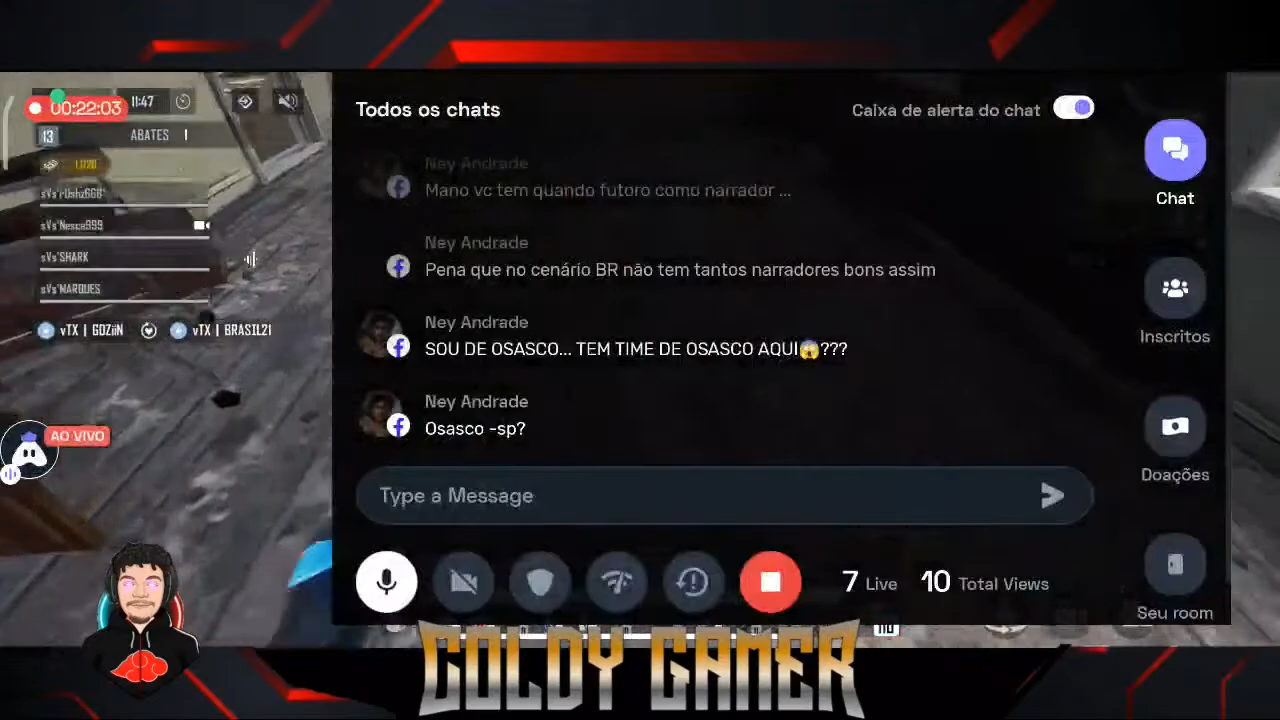 00:22:03
11:47
Todos os chats
Caixa de alerta do chat
13
ABATES 1
Ney Andrade
Mano vc tem quando futoro como narrador ...
Chat
sVs'Nesca999
Ney Andrade
Pena que no cenário BR não tem tantos narradores bons assim
sVs'SHARK
sVs'MARQUES
Inscritos
vTX | GOZiiN
vTX | BRASIL21
Ney Andrade
SOU DE OSASCO... TEM TIME DE OSASCO AQUI😱???
Ney Andrade
Osasco -sp?
AO VIVO
Doações
Type a Message
7 Live
10 Total Views
Seu room
COLDY GAMER